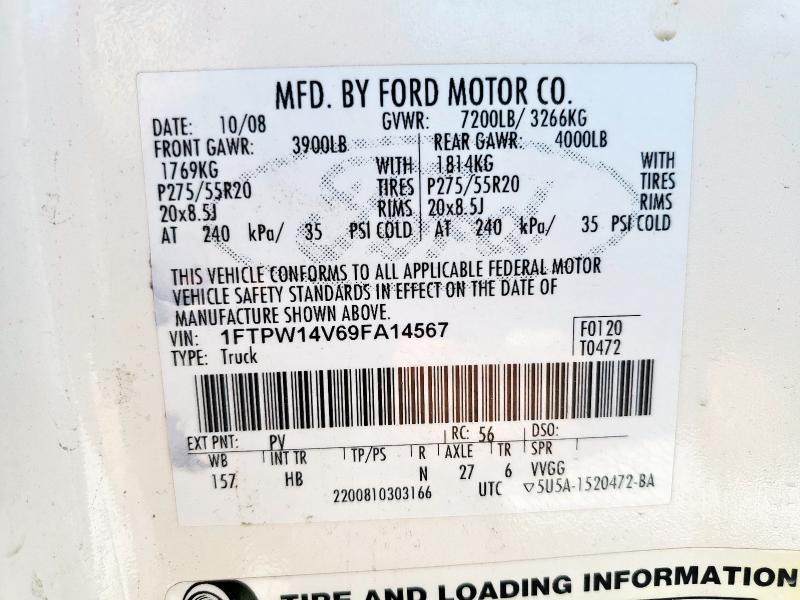 MFD. BY FORD MOTOR CO.
DATE: 10/08 GVWR: 7200LB/ 3266KG
FRONT GAWR: 3900LB REAR GAWR: 4000LB
1769KG WITH 1814KG WITH
P275/55R20 TIRES P275/55R20 TIRES
20x8.5J RIMS 20x8.5J RIMS
AT 240 kPa/ 35 PSI COLD AT 240 kPa/ 35 PSI COLD
THIS VEHICLE CONFORMS TO ALL APPLICABLE FEDERAL MOTOR
VEHICLE SAFETY STANDARDS IN EFFECT ON THE DATE OF
MANUFACTURE SHOWN ABOVE.
VIN: 1FTPW14V69FA14567 F0120
TYPE: Truck T0472
EXT PNT: PV RC: 56 DSO:
WB INT TR TP/PS R AXLE TR SPR
157 HB N 27 6 VVGG
2200810303166 UTC ▽5U5A-1520472-BA
TIRE AND LOADING INFORMATION